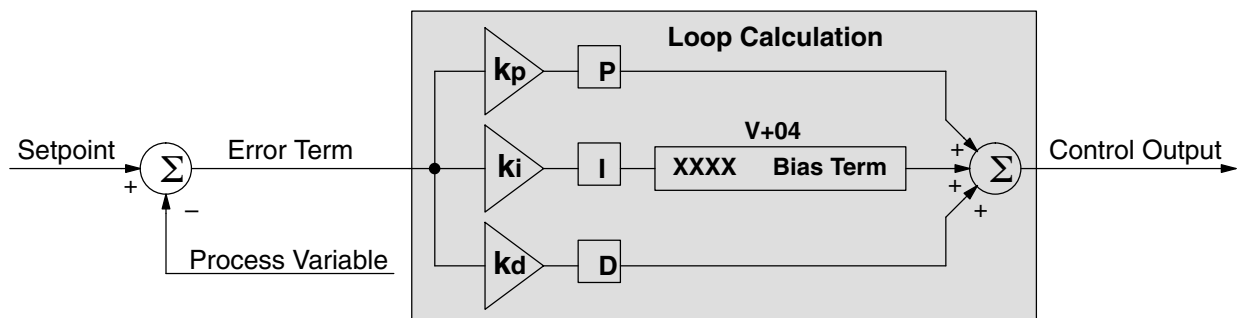 Loop Calculation
kp P
V+04
Setpoint + Σ Error Term ki I XXXX Bias Term + + + Σ Control Output
−
Process Variable kd D